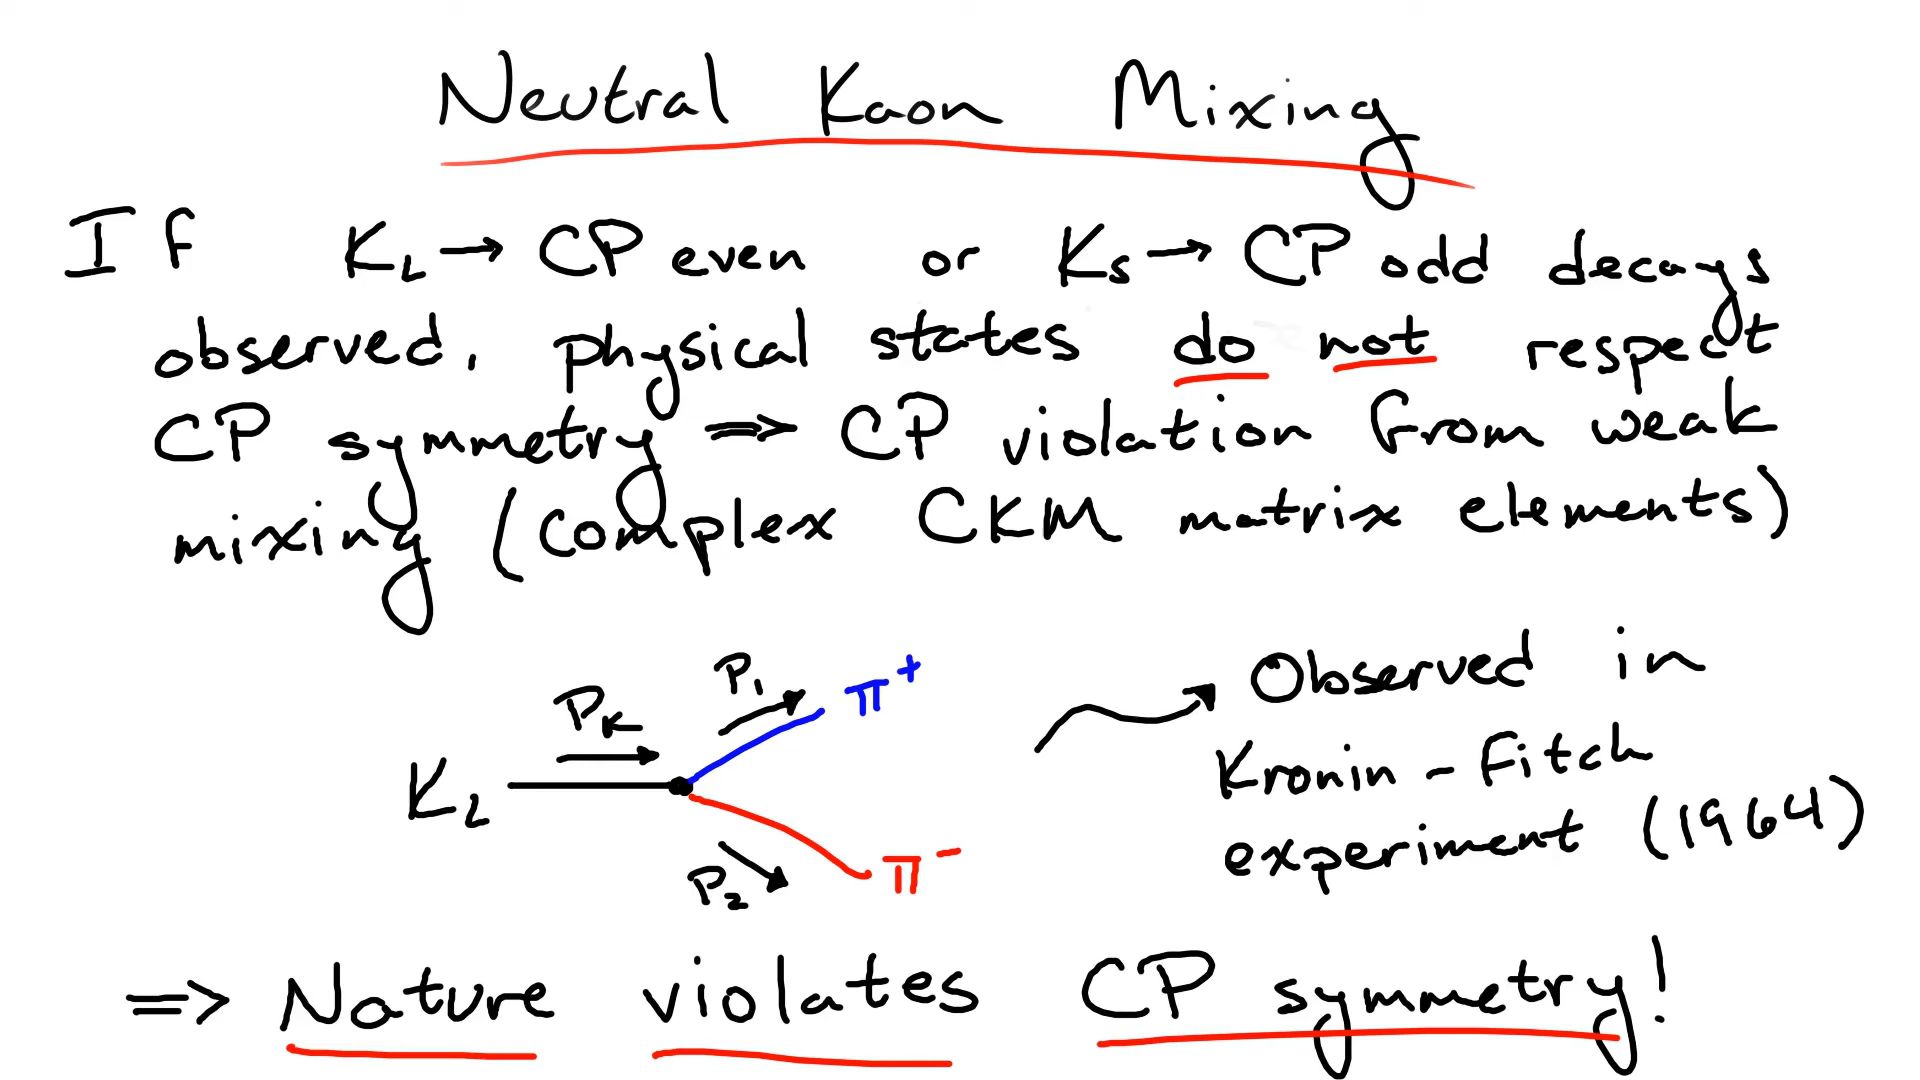 Neutral Kaon Mixing
If K_L → CP even or K_S → CP odd decays
observed, physical states do not respect
CP symmetry ⇒ CP violation from weak
mixing (complex CKM matrix elements)
K_L
P_K
P_1
π^+
P_2
π^-
Observed in
Kronin - Fitch
experiment (1964)
⇒ Nature violates CP symmetry!